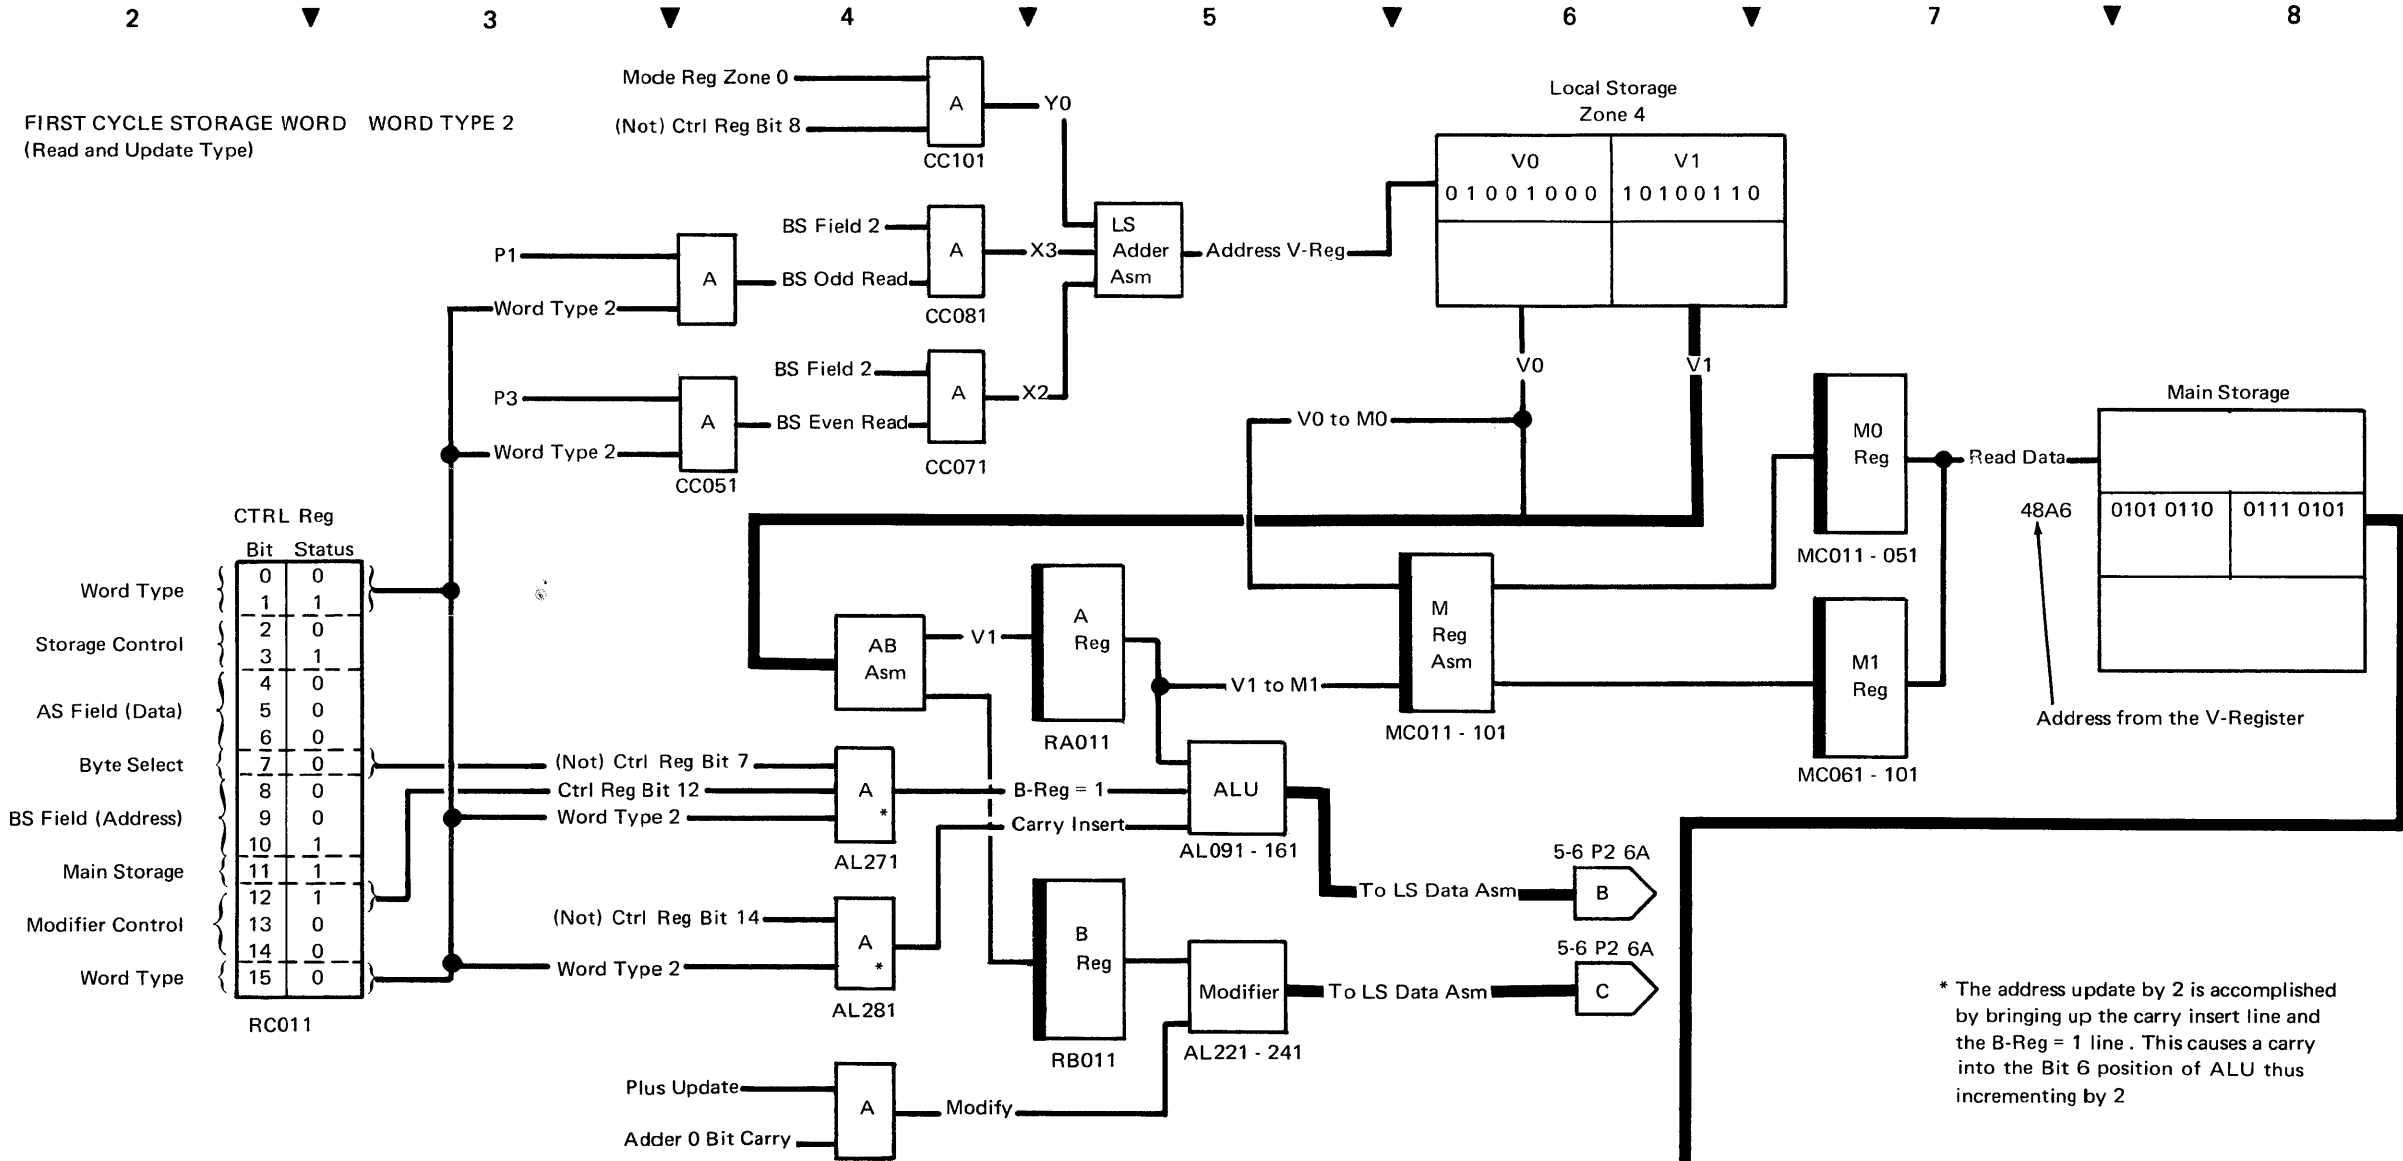 2 3 4 5 6 7 8
FIRST CYCLE STORAGE WORD WORD TYPE 2
(Read and Update Type)
Mode Reg Zone 0
(Not) Ctrl Reg Bit 8
A
CC101
Y0
BS Field 2
BS Odd Read
A
CC081
X3
P1
Word Type 2
A
BS Field 2
BS Even Read
A
CC071
X2
P3
Word Type 2
A
CC051
LS
Adder
Asm
Address V-Reg
Local Storage
Zone 4
V0 V1
0 1 0 0 1 0 0 0 1 0 1 0 0 1 1 0
V0 V1
V0 to M0
M0
Reg
MC011 - 051
Read Data
Main Storage
48A6
0101 0110 0111 0101
Address from the V-Register
CTRL Reg
Bit Status
Word Type
0 0
1 1
Storage Control
2 0
3 1
AS Field (Data)
4 0
5 0
6 0
Byte Select
7 0
BS Field (Address)
8 0
9 0
10 1
Main Storage
11 1
Modifier Control
12 1
13 0
14 0
Word Type
15 0
RC011
AB
Asm
V1
A
Reg
RA011
V1 to M1
M
Reg
Asm
MC011 - 101
M1
Reg
MC061 - 101
(Not) Ctrl Reg Bit 7
Ctrl Reg Bit 12
Word Type 2
A
*
AL271
B-Reg = 1
Carry Insert
ALU
AL091 - 161
(Not) Ctrl Reg Bit 14
Word Type 2
A
*
AL281
B
Reg
RB011
Modifier
AL221 - 241
To LS Data Asm
5-6 P2 6A
B
To LS Data Asm
5-6 P2 6A
C
Plus Update
Adder 0 Bit Carry
A
Modify
* The address update by 2 is accomplished
by bringing up the carry insert line and
the B-Reg = 1 line . This causes a carry
into the Bit 6 position of ALU thus
incrementing by 2